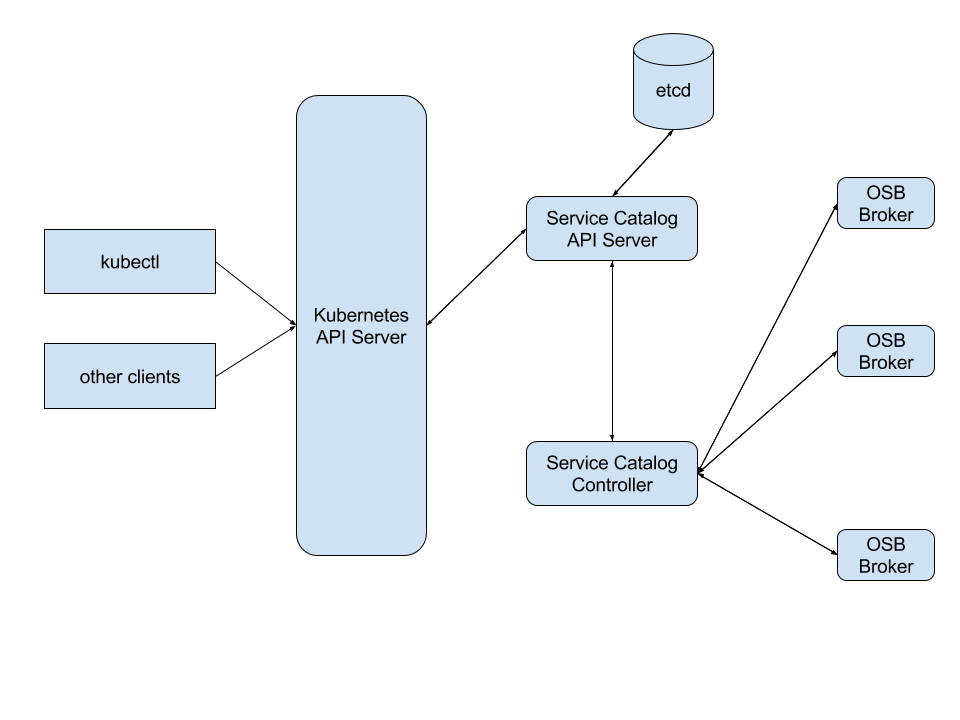 etcd
Service Catalog
API Server
OSB
Broker
kubectl
Kubernetes
API Server
OSB
Broker
other clients
Service Catalog
Controller
OSB
Broker